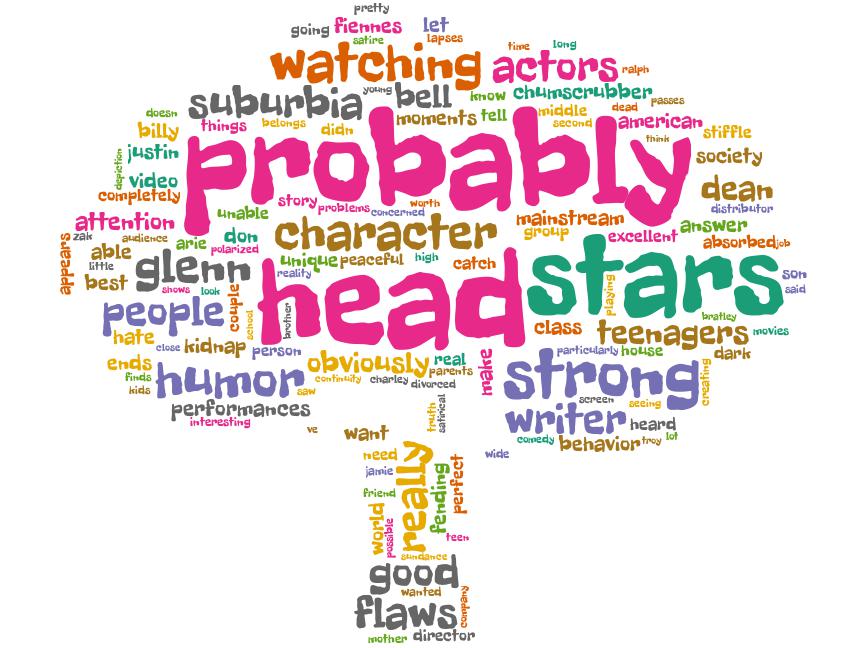 pretty
going fiennes let
satire lapses
watching actors time long ralph
suburbia young bell know chumscrubber
doesn moments tell middle dead passes
billy things belongs didn second american stiffle
probably think
depiction justin society
video completely dean
story problems concerned worth distributor
attention unable character mainstream answer
group excellent absorbed job
appears zak audience arie don polarized
able unique peaceful high catch
little glenn reality stars son
best shows look head said
people couple school brother playing bratley
hate class teenagers movies
close kidnap person particularly house dark
ends obviously real make
finds humor continuity charley parents divorced strong creating
kids saw screen seeing
performances truth satirical writer heard
interesting comedy behavior troy lot
ve want
need really wide
jamie fending perfect
friend
world possible teen
sundance
good
wanted
flaws company
mother director